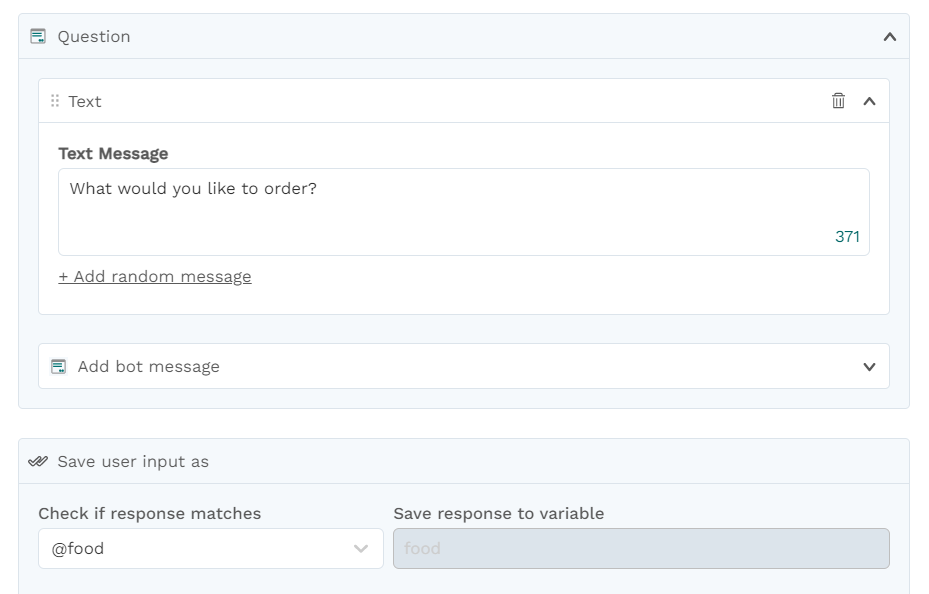 Question
Text
Text Message
What would you like to order?
371
+ Add random message
Add bot message
Save user input as
Check if response matches
Save response to variable
@food
food